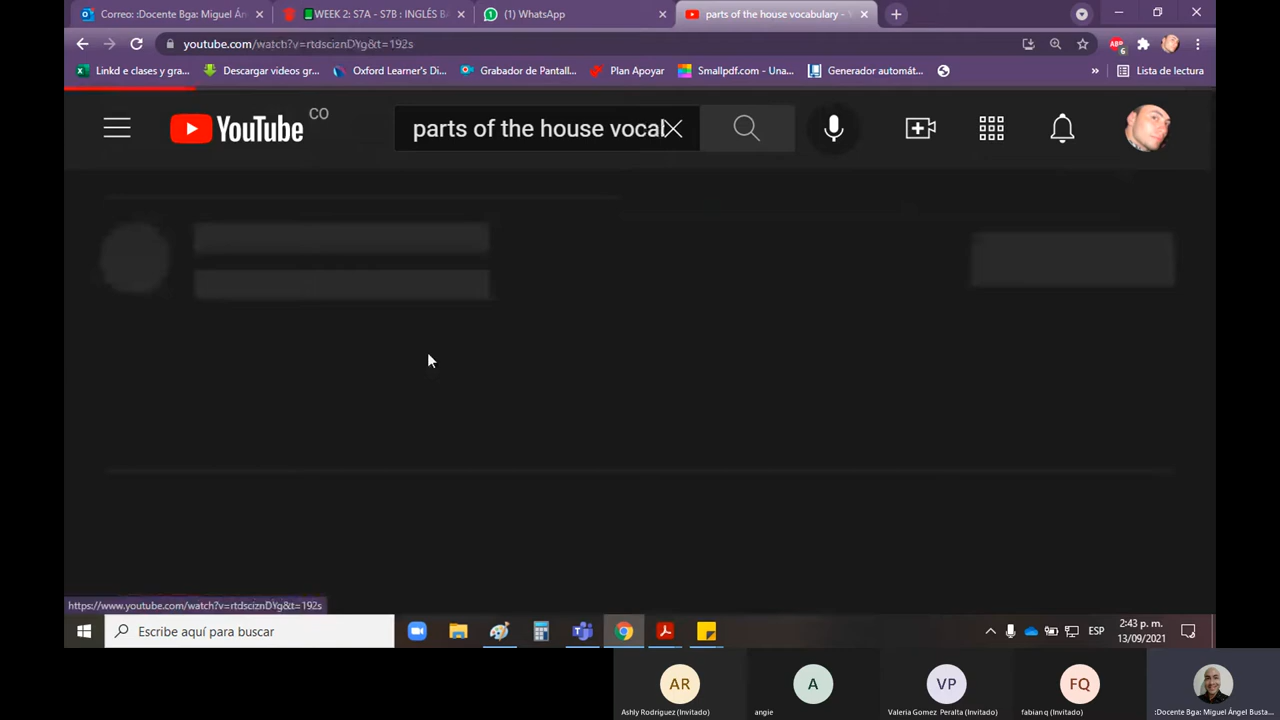 Correo: :Docente Bga: Miguel Án
WEEK 2: S7A - S7B : INGLÉS BA
(1) WhatsApp
parts of the house vocabulary - Y
youtube.com/watch?v=rtdsciznDYg&t=192s
Linkd e clases y gra...
Descargar videos gr...
Oxford Learner's Di...
Grabador de Pantall...
Plan Apoyar
Smallpdf.com - Una...
Generador automát...
»
Lista de lectura
YouTube CO
parts of the house vocal
https://www.youtube.com/watch?v=rtdsciznDYg&t=192s
Escribe aquí para buscar
ESP
2:43 p. m.
13/09/2021
AR
A
VP
FQ
Ashly Rodriguez (Invitado)
angie
Valeria Gomez Peralta (Invitado)
fabian q (Invitado)
:Docente Bga: Miguel Ángel Busta...